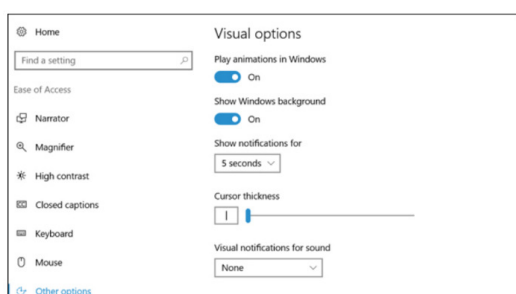 Home
Find a setting
Ease of Access
Narrator
Magnifier
High contrast
Closed captions
Keyboard
Mouse
Other options
Visual options
Play animations in Windows
On
Show Windows background
On
Show notifications for
5 seconds
Cursor thickness
Visual notifications for sound
None